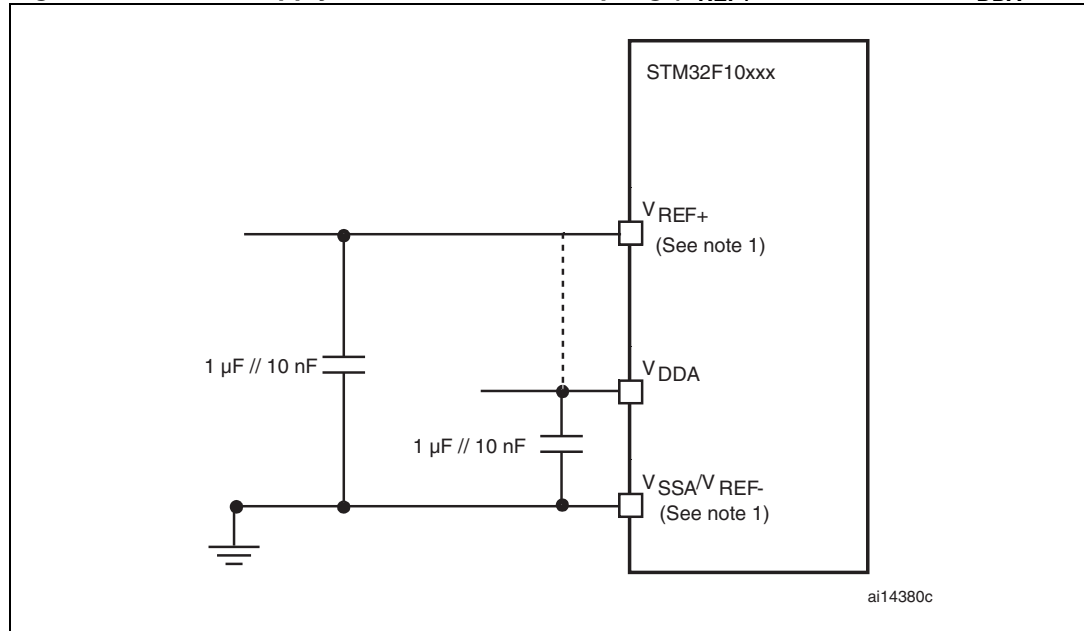 STM32F10xxx
VREF+
(See note 1)
1 µF // 10 nF
VDDA
1 µF // 10 nF
VSSA/VREF-
(See note 1)
ai14380c